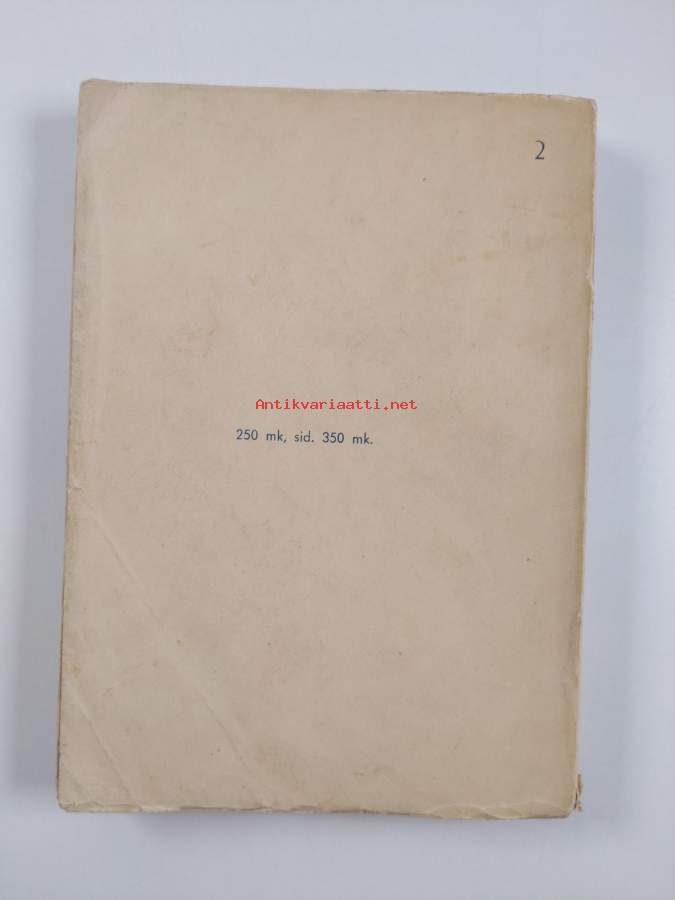 2
Antikvariaatti.net
250 mk, sid. 350 mk.